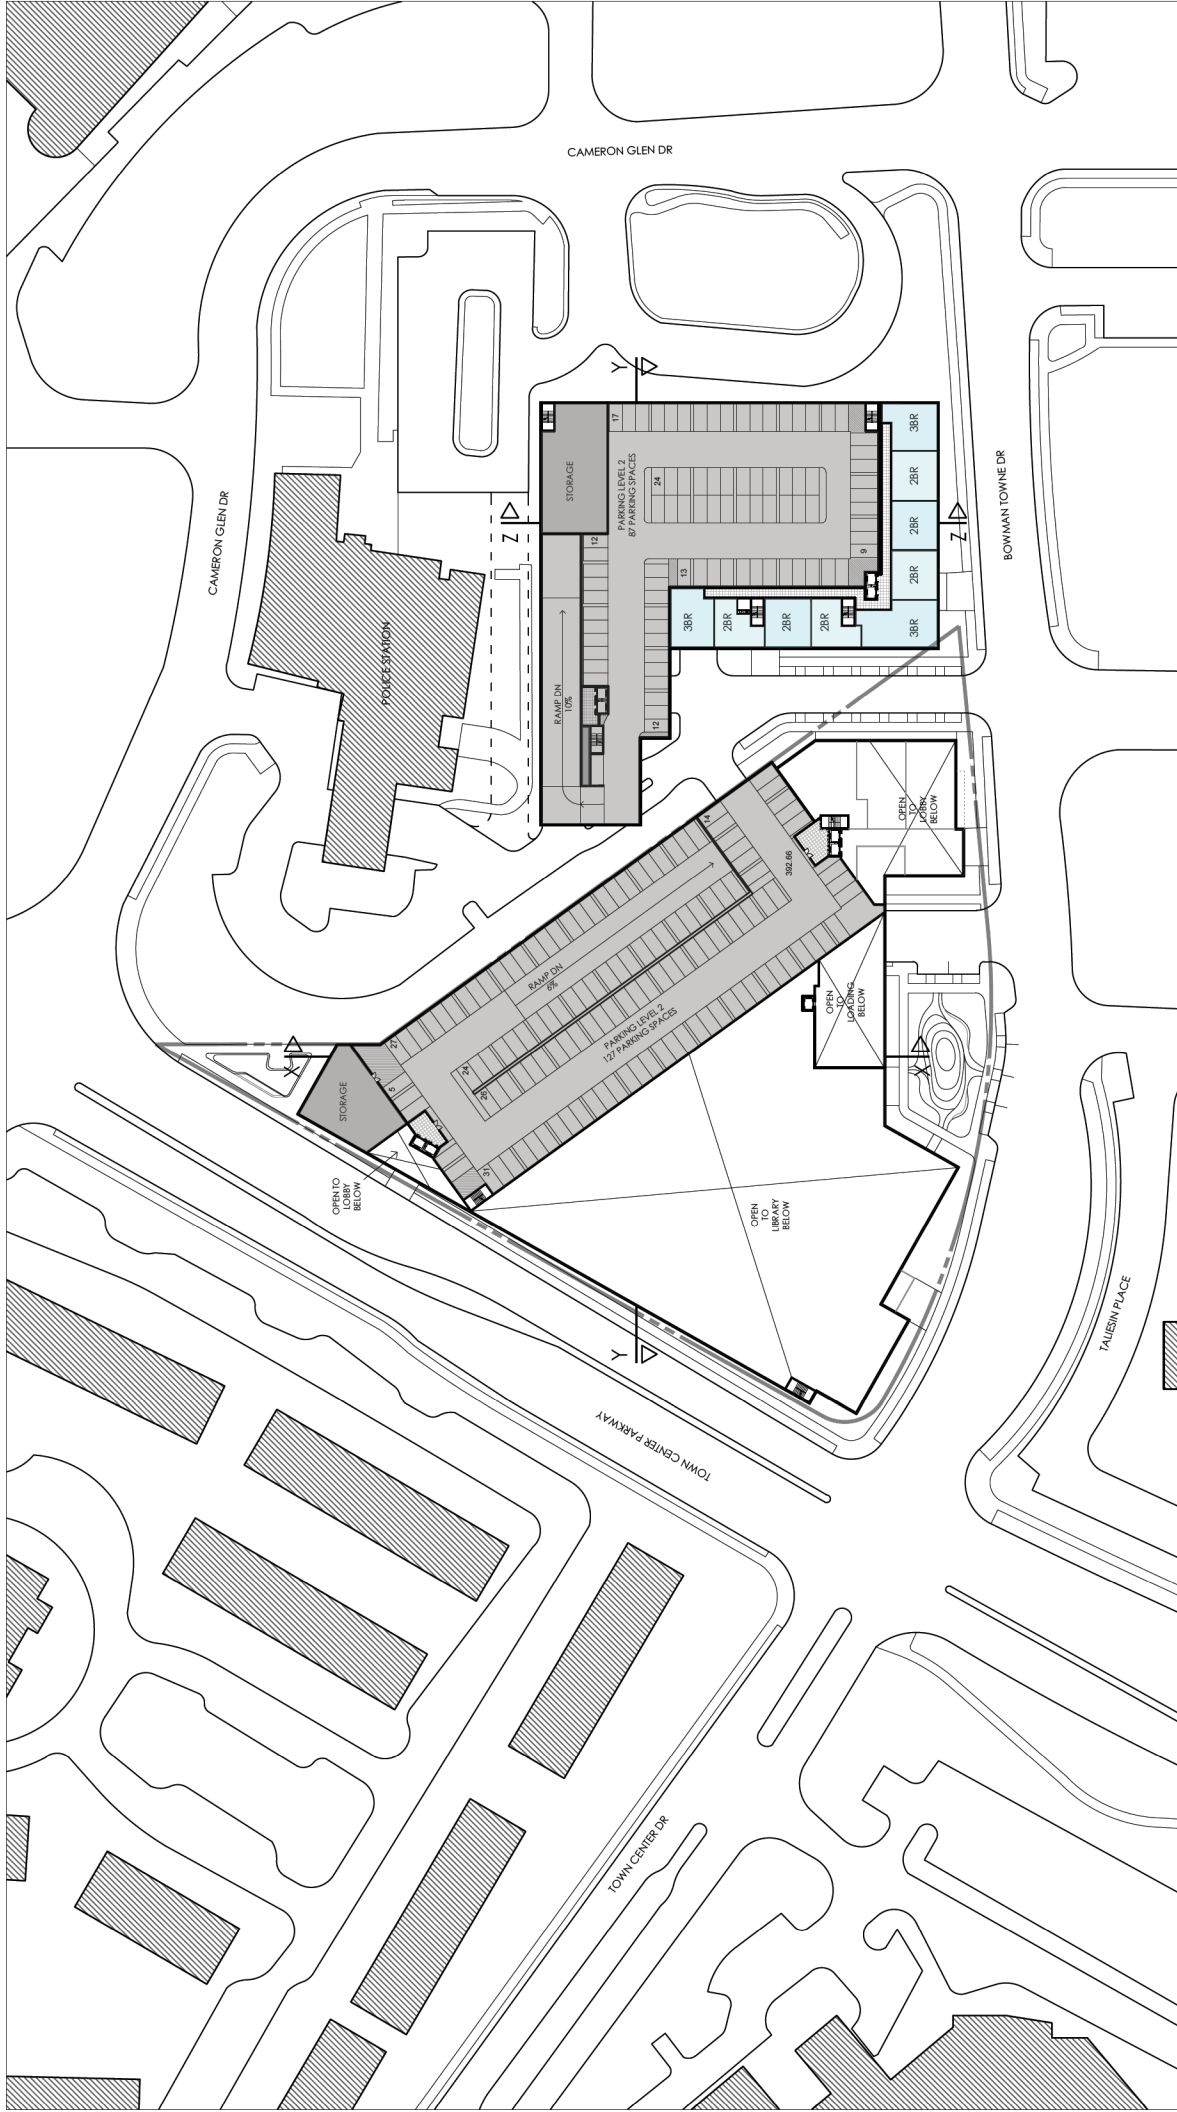 CAMERON GLEN DR
CAMERON GLEN DR
BOWMAN TOWNE DR
POLICE STATION
Y
Z
Z
STORAGE
17
PARKING LEVEL 2
87 PARKING SPACES
24
12
13
9
12
RAMP DN
10%
3BR
2BR
2BR
2BR
3BR
3BR
2BR
2BR
2BR
14
392.66
OPEN
TO
LOBBY
BELOW
RAMP DN
6%
PARKING LEVEL 2
127 PARKING SPACES
OPEN
TO
LOADING
BELOW
X
X
27
5
24
26
31
STORAGE
OPEN TO
LOBBY
BELOW
OPEN
TO
LIBRARY
BELOW
Y
TALIESIN PLACE
TOWN CENTER PARKWAY
TOWN CENTER DR